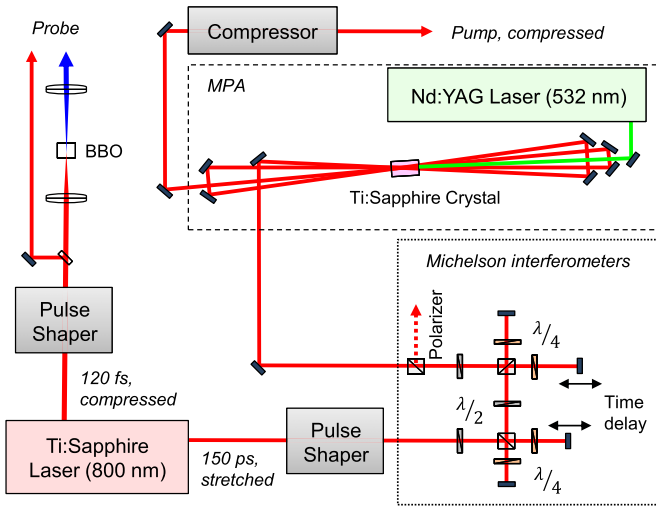 Probe
Compressor
Pump, compressed
MPA
Nd:YAG Laser (532 nm)
BBO
Ti:Sapphire Crystal
Michelson interferometers
Pulse
Shaper
Polarizer
λ/4
120 fs,
compressed
λ/2
Time
delay
Ti:Sapphire
Laser (800 nm)
150 ps,
stretched
Pulse
Shaper
λ/4